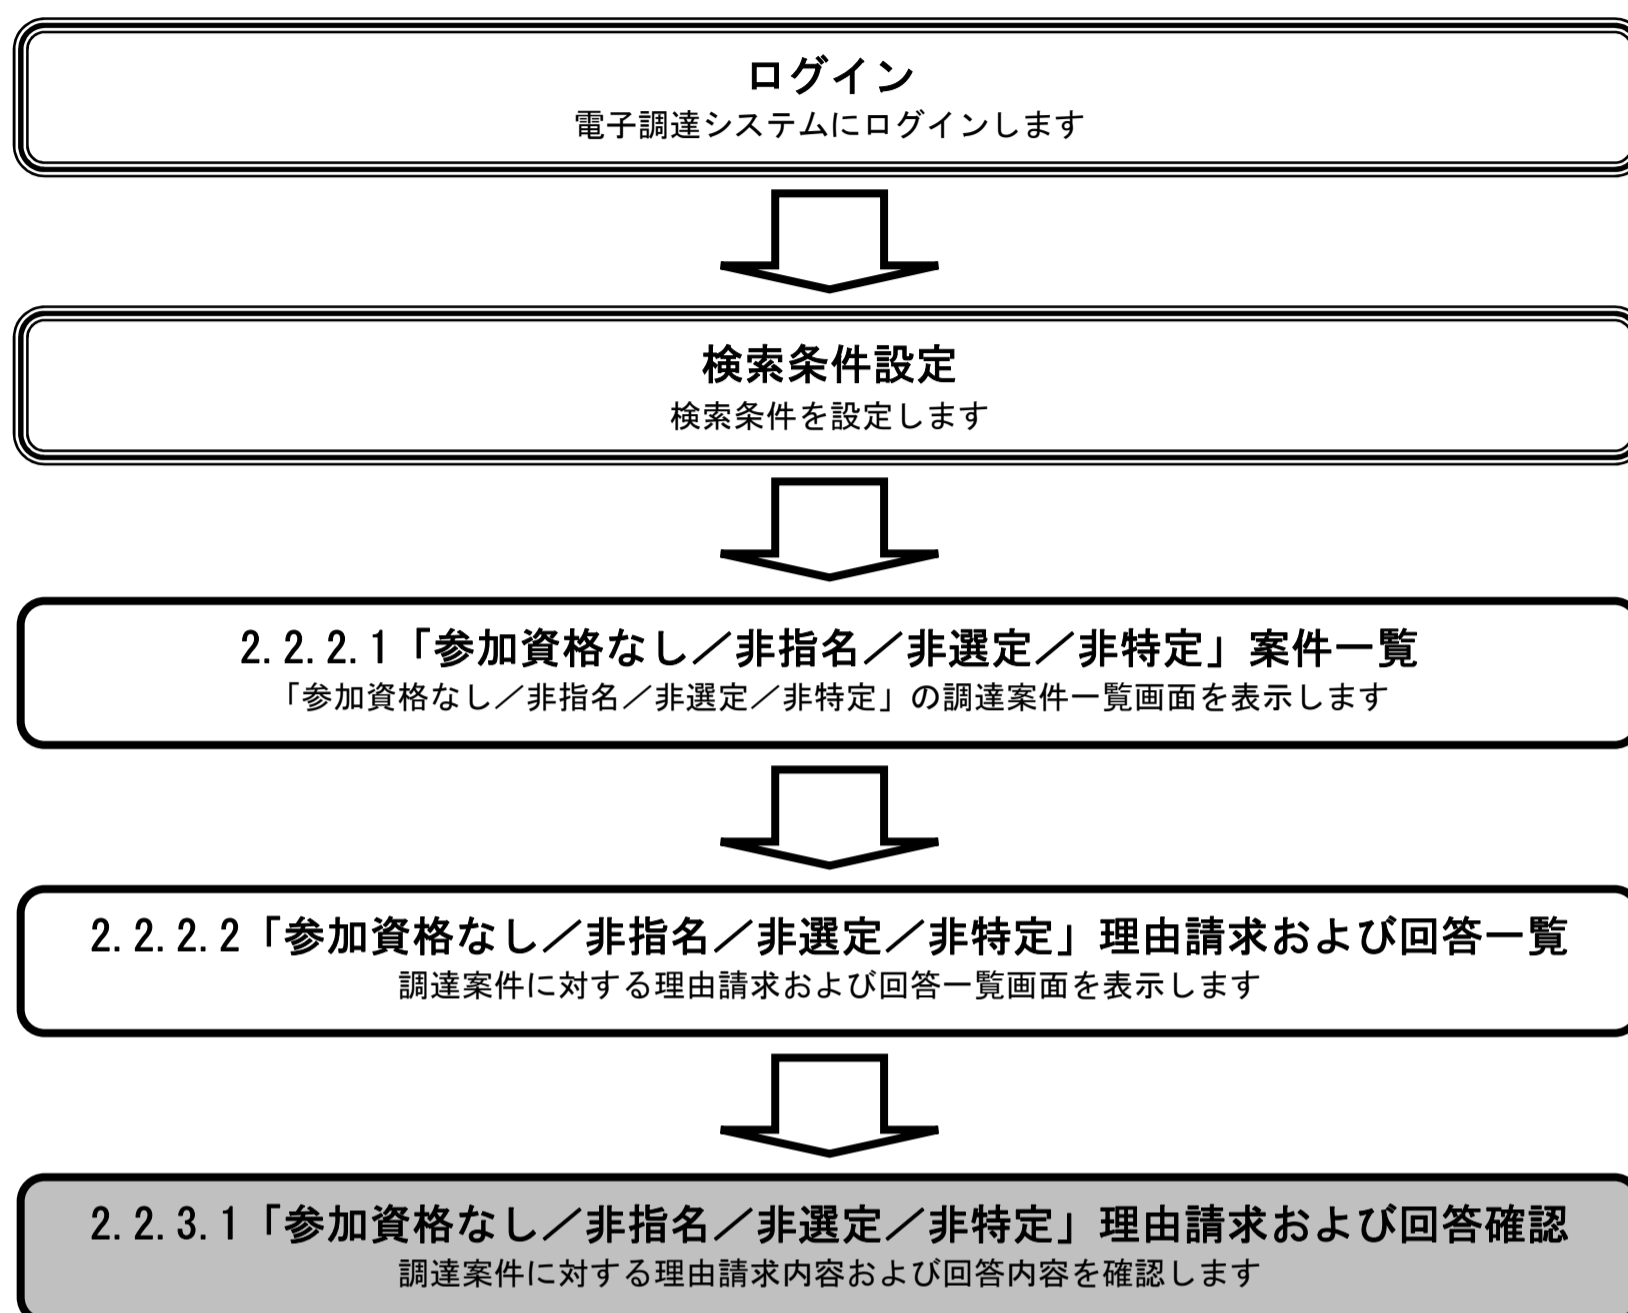 ログイン
電子調達システムにログインします
検索条件設定
検索条件を設定します
2.2.2.1「参加資格なし／非指名／非選定／非特定」案件一覧
「参加資格なし／非指名／非選定／非特定」の調達案件一覧画面を表示します
2.2.2.2「参加資格なし／非指名／非選定／非特定」理由請求および回答一覧
調達案件に対する理由請求および回答一覧画面を表示します
2.2.3.1「参加資格なし／非指名／非選定／非特定」理由請求および回答確認
調達案件に対する理由請求内容および回答内容を確認します